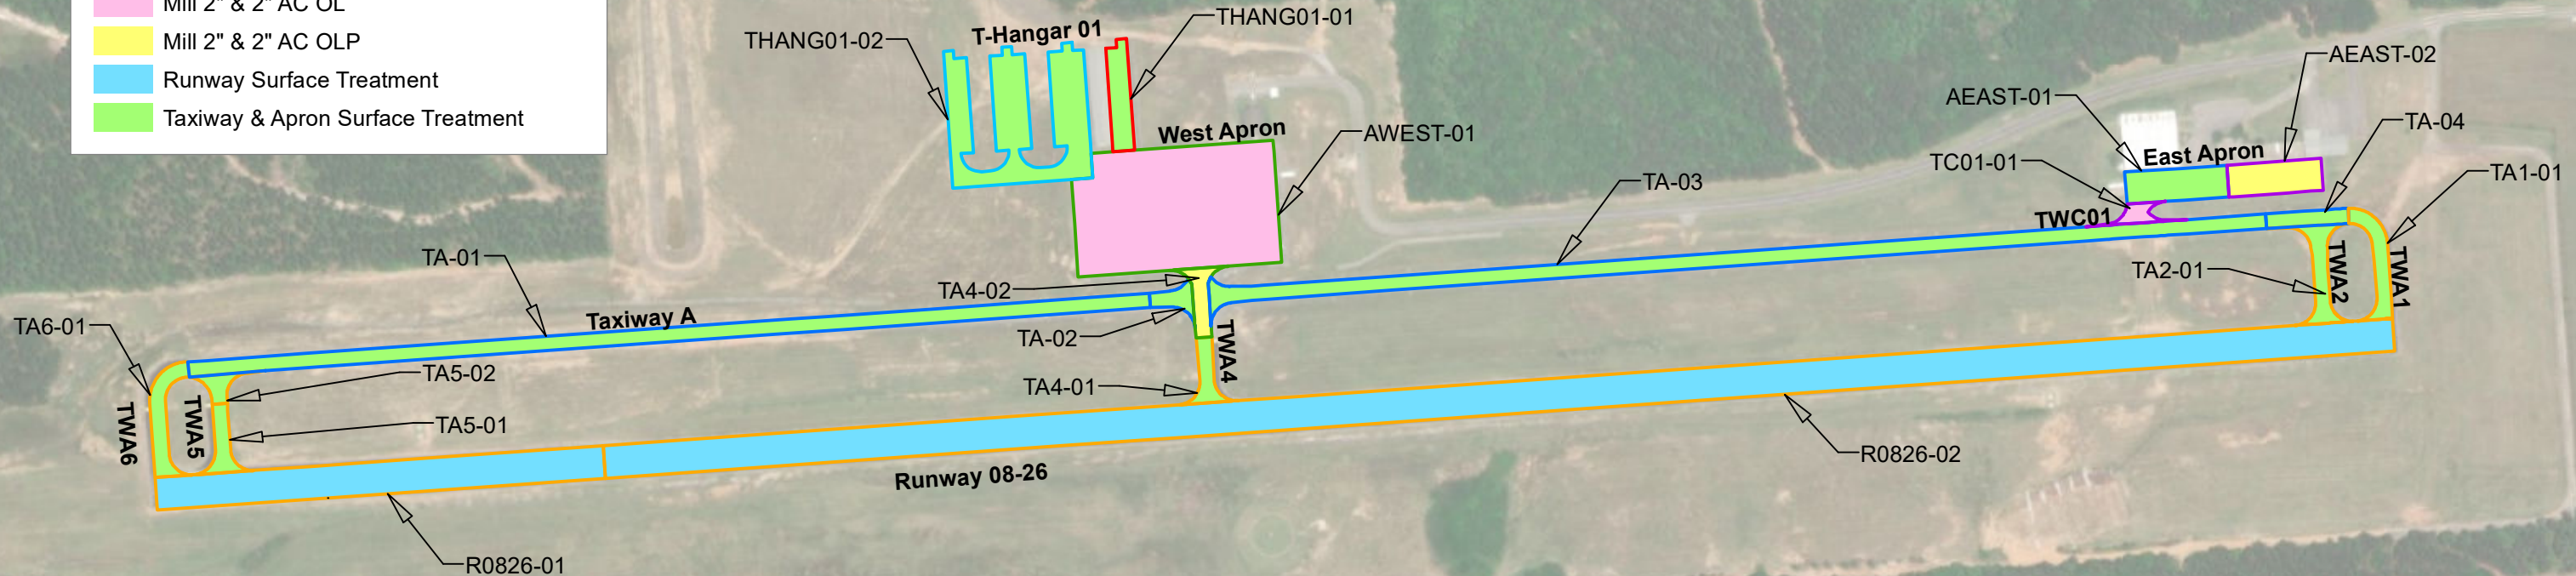 Mill 2" & 2" AC OL
Mill 2" & 2" AC OLP
Runway Surface Treatment
Taxiway & Apron Surface Treatment
THANG01-02
T-Hangar 01
THANG01-01
West Apron
AWEST-01
AEAST-02
AEAST-01
TA-04
TC01-01
East Apron
TA1-01
TWC01
TA-03
TA-01
TA4-02
Taxiway A
TA-02
TWA4
TA4-01
TA2-01
TWA2
TWA1
TA6-01
TA5-02
TA5-01
TWA6
TWA5
Runway 08-26
R0826-02
R0826-01